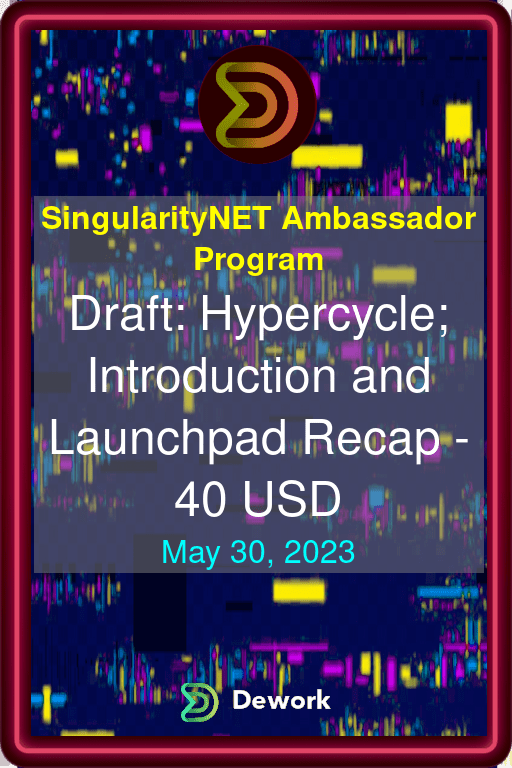 SingularityNET Ambassador
Program
Draft: Hypercycle;
Introduction and
Launchpad Recap -
40 USD
May 30, 2023
Dework